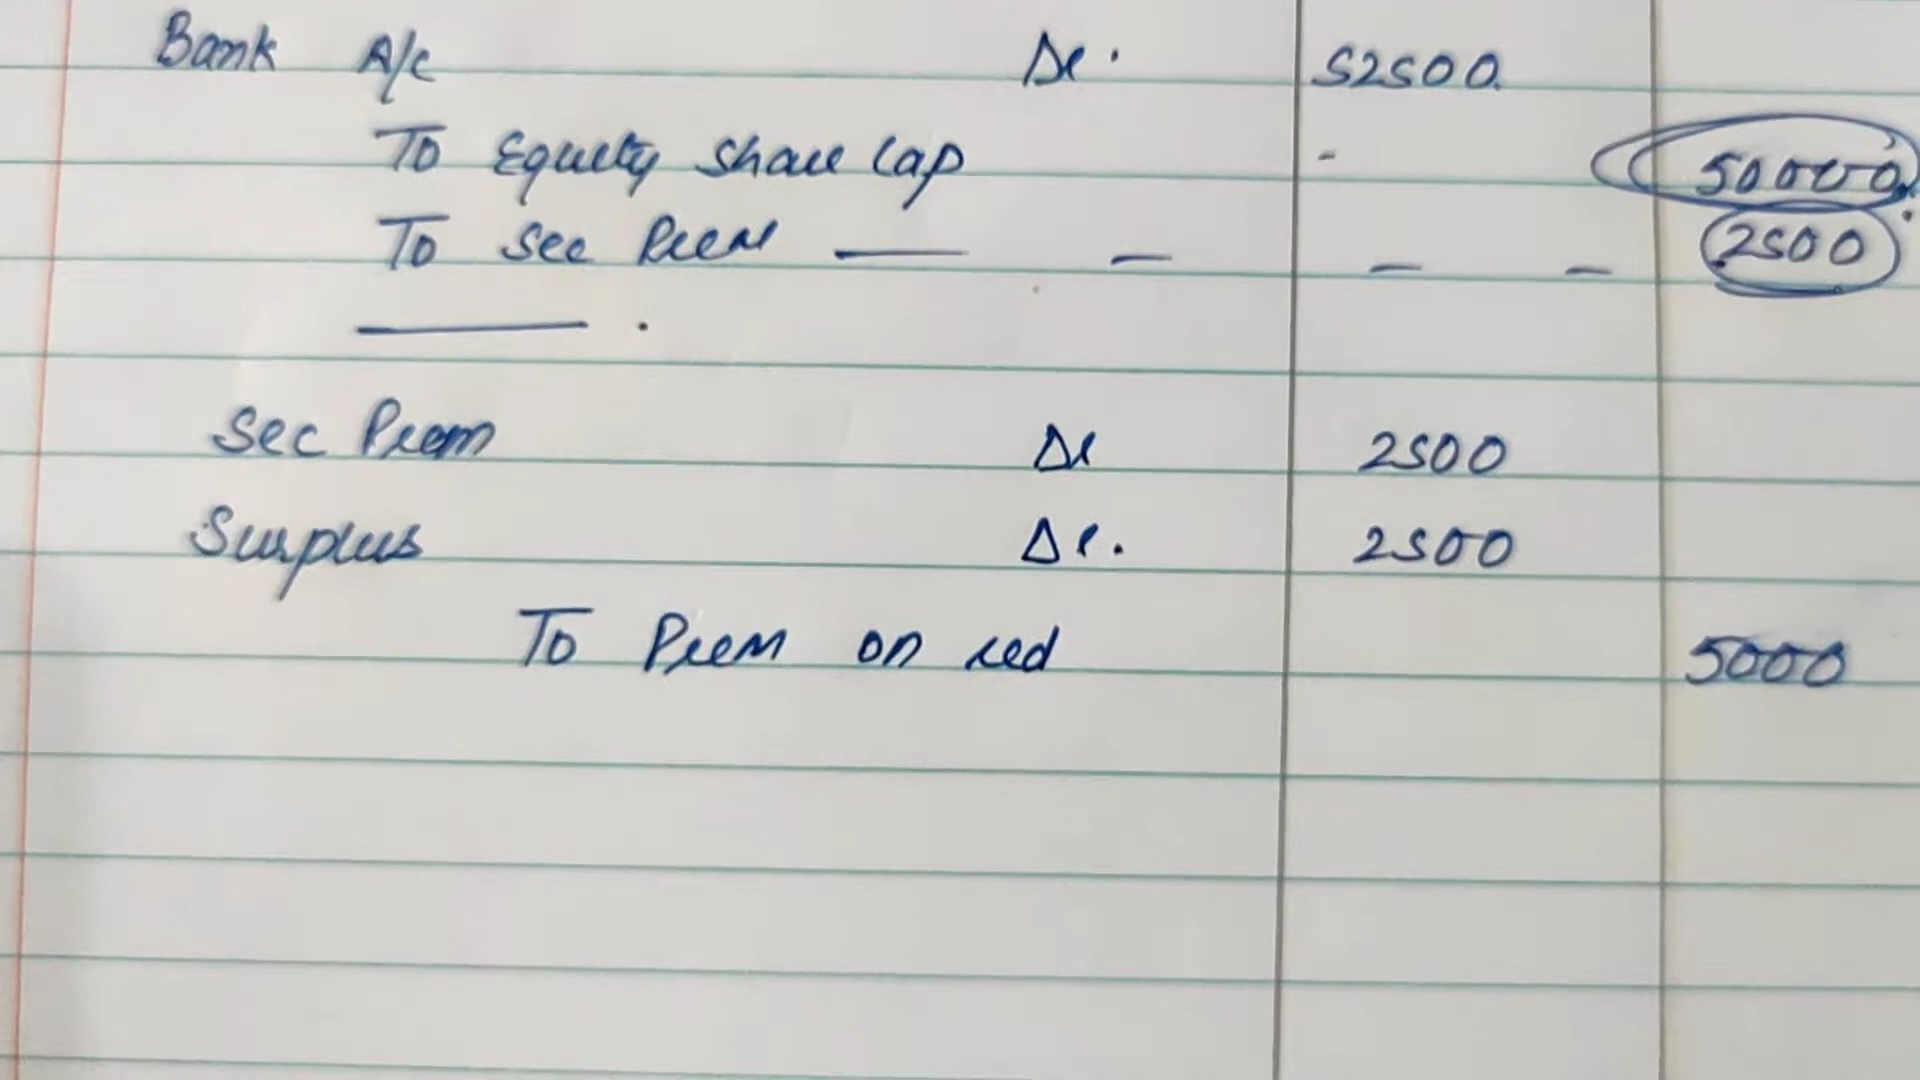 Bank A/c Dr. 52500.
To Equity share Cap - 50000.
To sec Prem — — — — 2500
——— .
Sec Prem Dr 2500
Surplus Dr. 2500
To Prem on red 5000